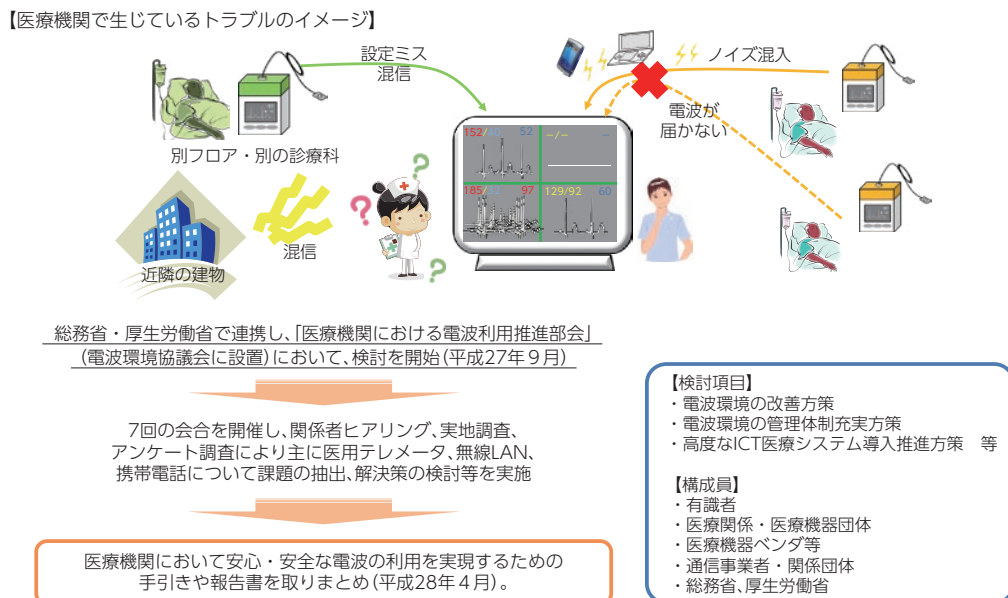 【医療機関で生じているトラブルのイメージ】
設定ミス
混信
ノイズ混入
電波が
届かない
別フロア・別の診療科
152/40 52
-/- -
185/ 97
129/92 60
近隣の建物
混信
総務省・厚生労働省で連携し、「医療機関における電波利用推進部会」
(電波環境協議会に設置)において、検討を開始(平成27年９月)
7回の会合を開催し、関係者ヒアリング、実地調査、
アンケート調査により主に医用テレメータ、無線LAN、
携帯電話について課題の抽出、解決策の検討等を実施
医療機関において安心・安全な電波の利用を実現するための
手引きや報告書を取りまとめ(平成28年４月)。
【検討項目】
・電波環境の改善方策
・電波環境の管理体制充実方策
・高度なICT医療システム導入推進方策　等
【構成員】
・有識者
・医療関係・医療機器団体
・医療機器ベンダ等
・通信事業者・関係団体
・総務省、厚生労働省